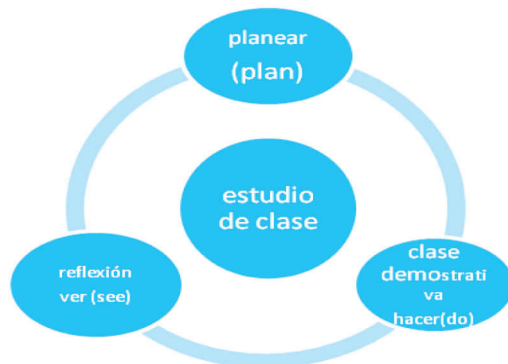 planear
(plan)
estudio
de clase
clase
demostrati
va
hacer(do)
reflexión
ver (see)